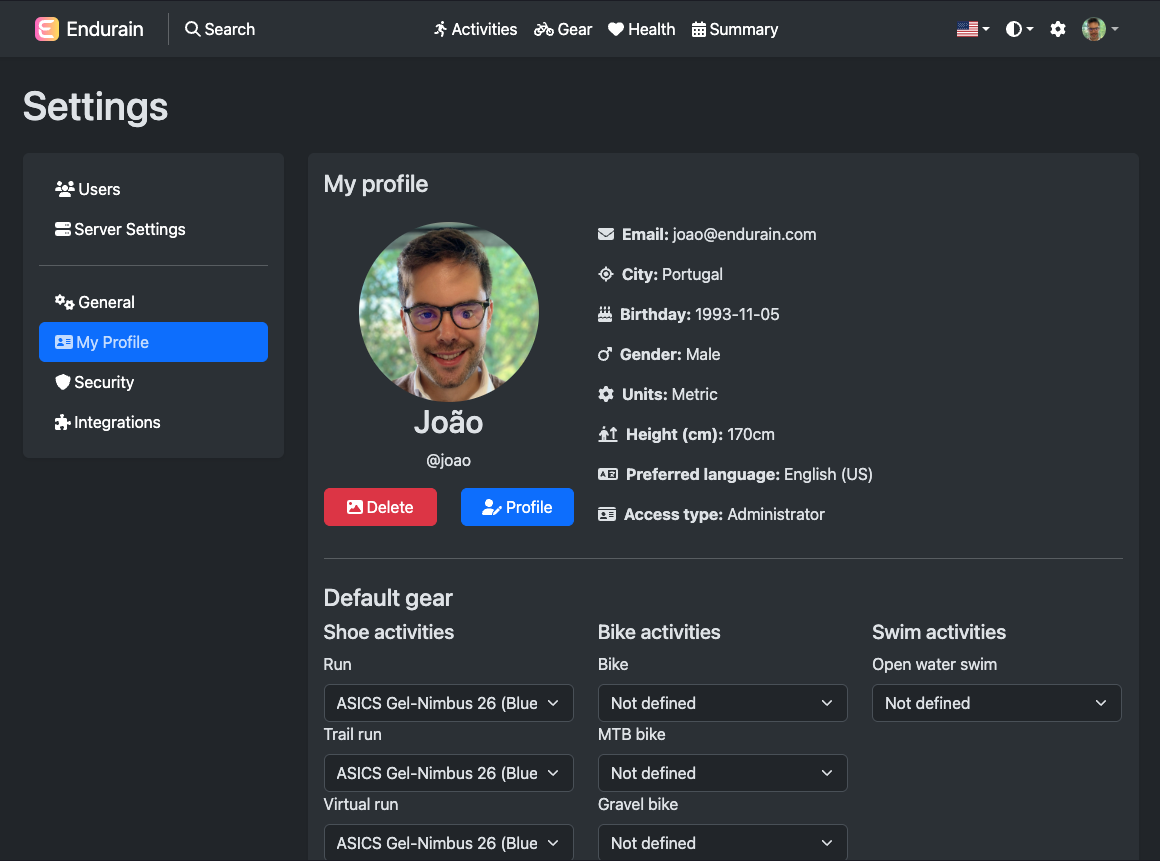 Endurain
Search
Activities
Gear
Health
Summary
Settings
Users
Server Settings
General
My Profile
Security
Integrations
My profile
João
@joao
Delete
Profile
Email: joao@endurain.com
City: Portugal
Birthday: 1993-11-05
Gender: Male
Units: Metric
Height (cm): 170cm
Preferred language: English (US)
Access type: Administrator
Default gear
Shoe activities
Run
ASICS Gel-Nimbus 26 (Blue
Trail run
ASICS Gel-Nimbus 26 (Blue
Virtual run
ASICS Gel-Nimbus 26 (Blue
Bike activities
Bike
Not defined
MTB bike
Not defined
Gravel bike
Not defined
Swim activities
Open water swim
Not defined